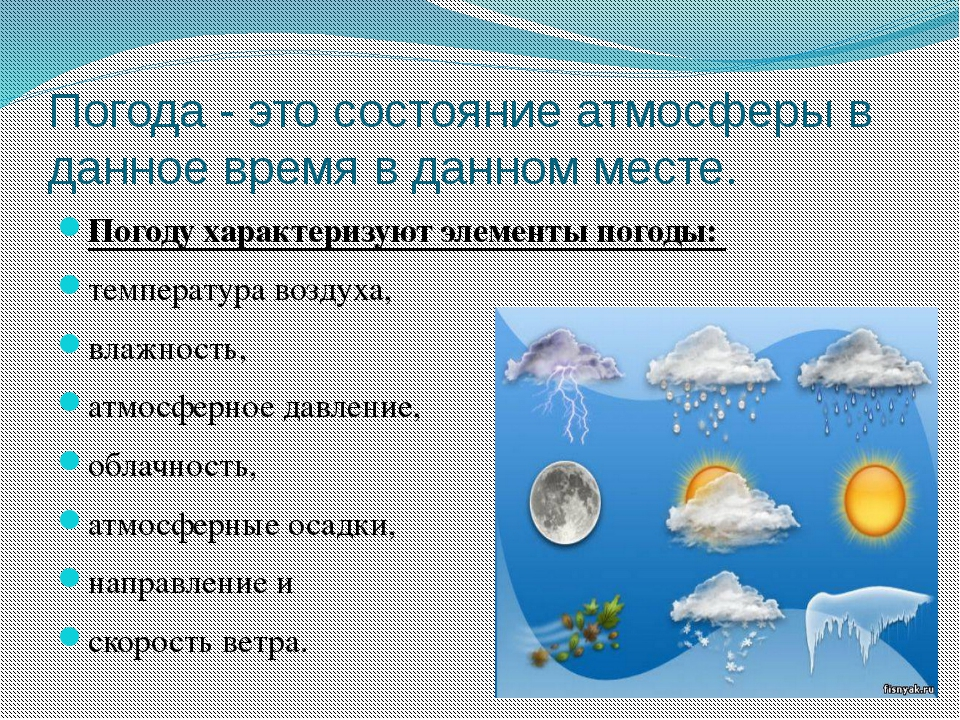 Погода - это состояние атмосферы в
данное время в данном месте.
Погоду характеризуют элементы погоды:
температура воздуха,
влажность,
атмосферное давление,
облачность,
атмосферные осадки,
направление и
скорость ветра.
fisnyak.ru